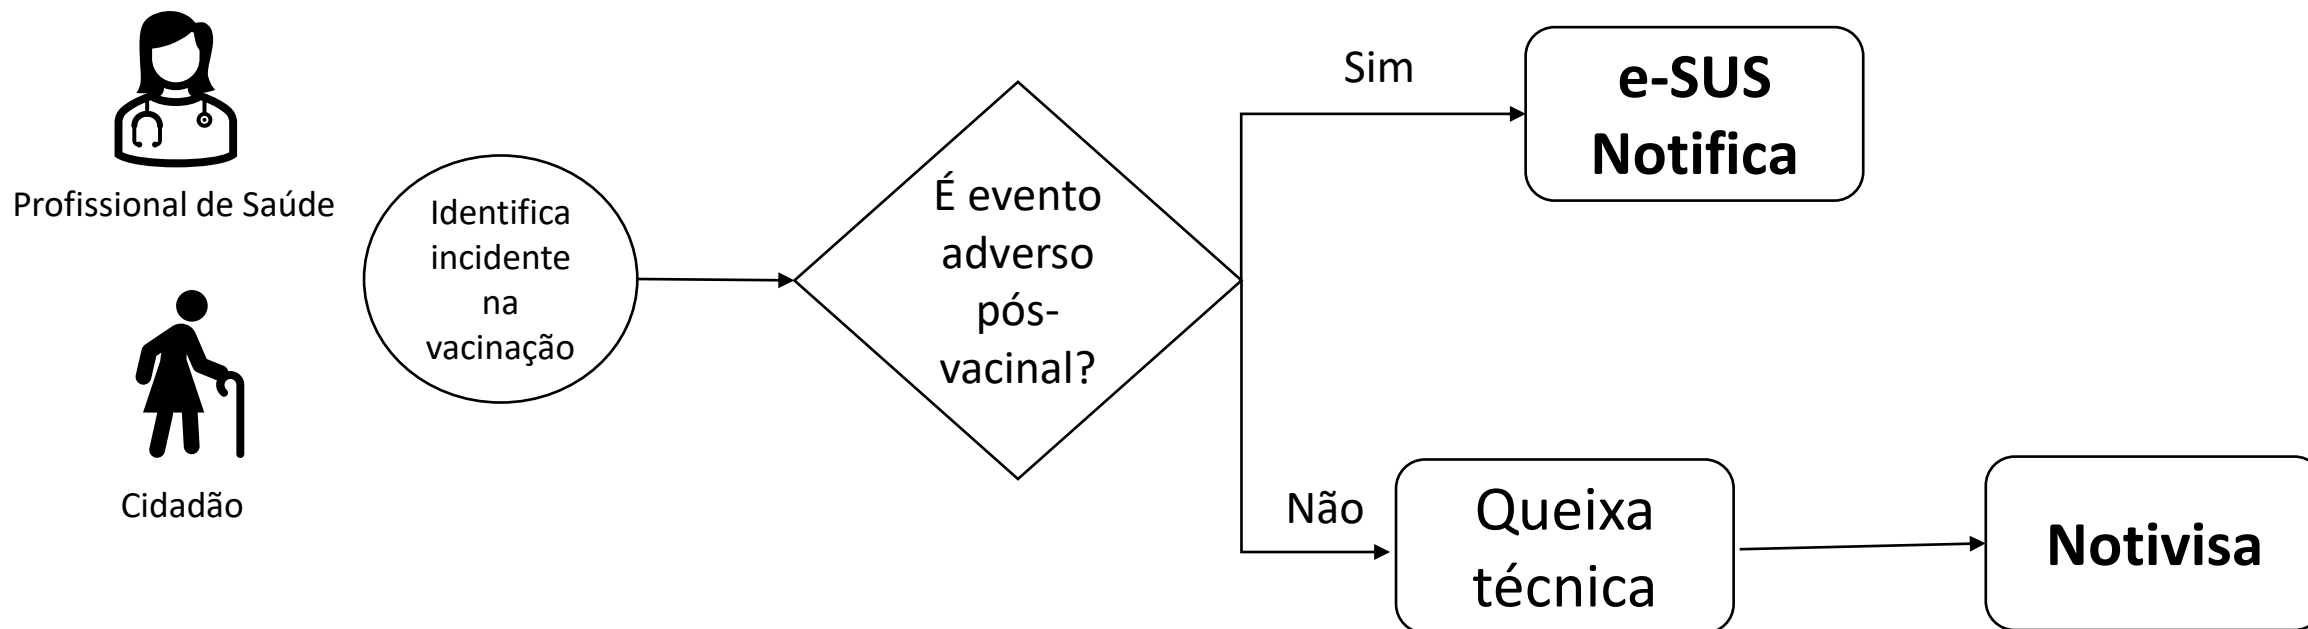 Profissional de Saúde
Cidadão
Identifica
incidente
na
vacinação
É evento
adverso
pós-
vacinal?
Sim
e-SUS
Notifica
Não
Queixa
técnica
Notivisa